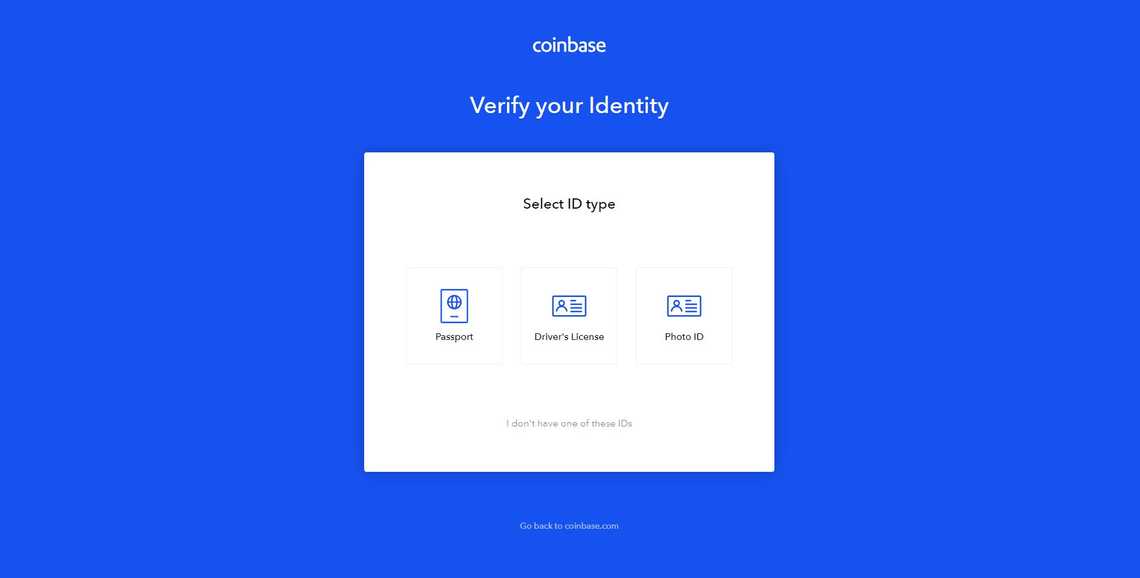 coinbase
Verify your Identity
Select ID type
Passport
Driver's License
Photo ID
I don't have one of these IDs
Go back to coinbase.com